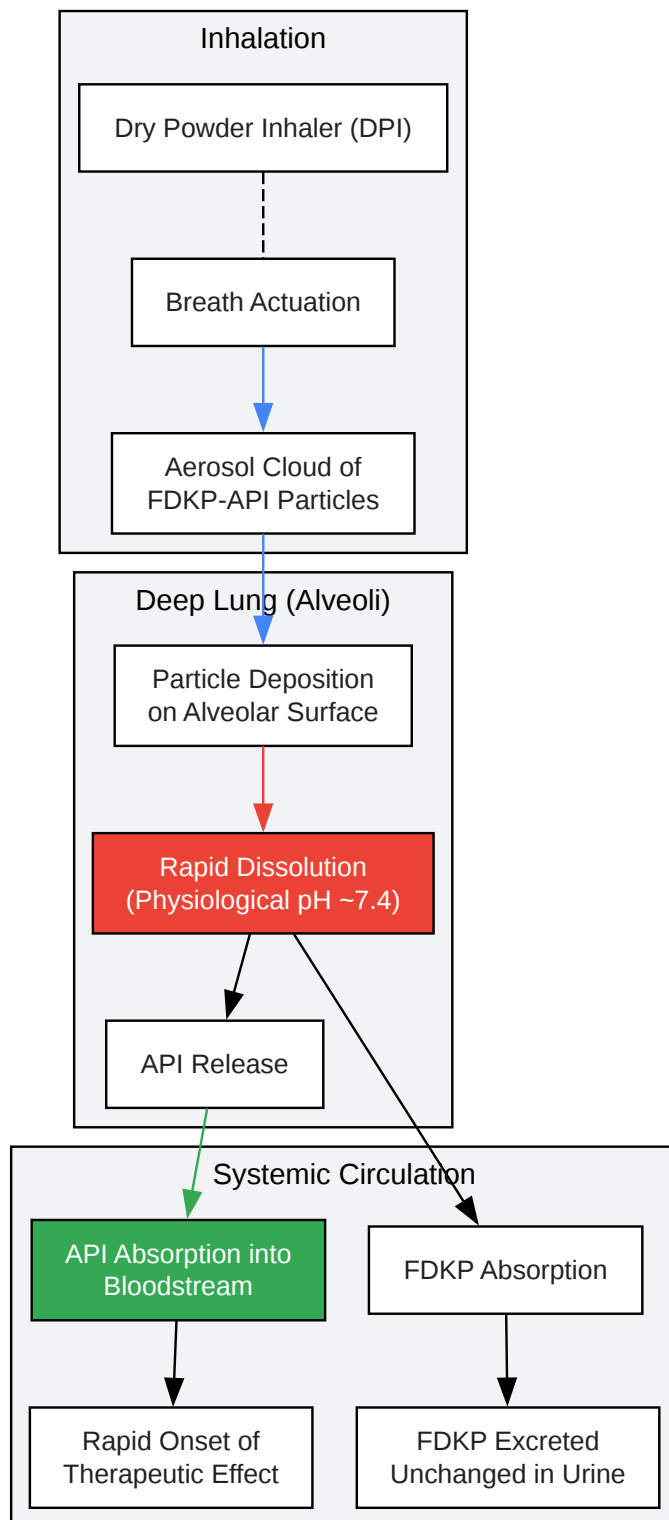 Inhalation
Dry Powder Inhaler (DPI)
Breath Actuation
Aerosol Cloud of
FDKP-API Particles
Deep Lung (Alveoli)
Particle Deposition
on Alveolar Surface
Rapid Dissolution
(Physiological pH ~7.4)
API Release
Systemic Circulation
API Absorption into
Bloodstream
FDKP Absorption
Rapid Onset of
Therapeutic Effect
FDKP Excreted
Unchanged in Urine